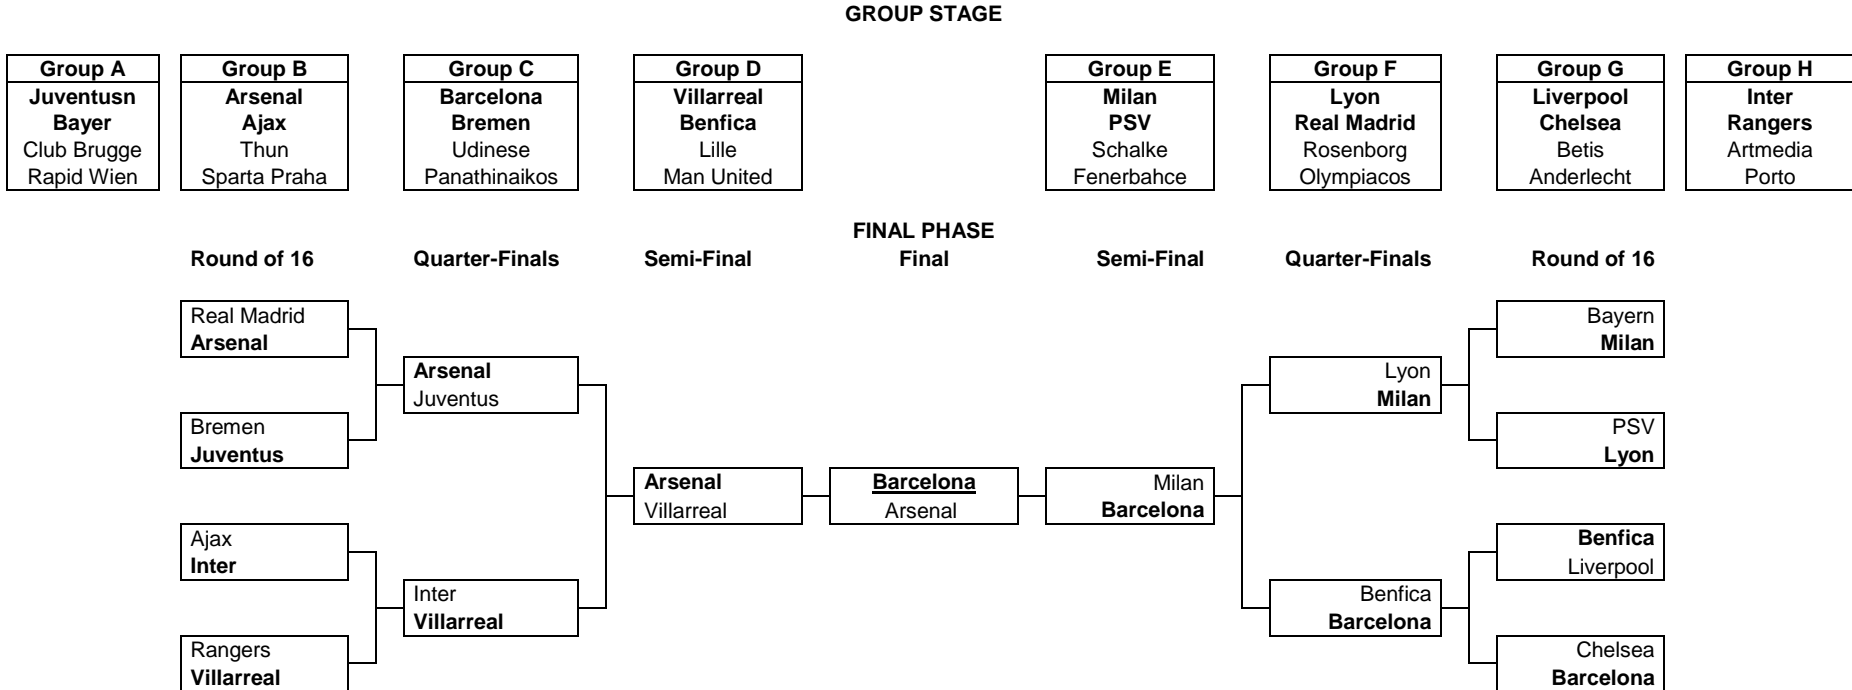 GROUP STAGE
Group A
Juventusn
Bayer
Club Brugge
Rapid Wien
Group B
Arsenal
Ajax
Thun
Sparta Praha
Group C
Barcelona
Bremen
Udinese
Panathinaikos
Group D
Villarreal
Benfica
Lille
Man United
Group E
Milan
PSV
Schalke
Fenerbahce
Group F
Lyon
Real Madrid
Rosenborg
Olympiacos
Group G
Liverpool
Chelsea
Betis
Anderlecht
Group H
Inter
Rangers
Artmedia
Porto
FINAL PHASE
Round of 16 Quarter-Finals Semi-Final Final Semi-Final Quarter-Finals Round of 16
Real Madrid
Arsenal
Bremen
Juventus
Ajax
Inter
Rangers
Villarreal
Arsenal
Juventus
Inter
Villarreal
Arsenal
Villarreal
Barcelona
Arsenal
Milan
Barcelona
Lyon
Milan
Benfica
Barcelona
Bayern
Milan
PSV
Lyon
Benfica
Liverpool
Chelsea
Barcelona